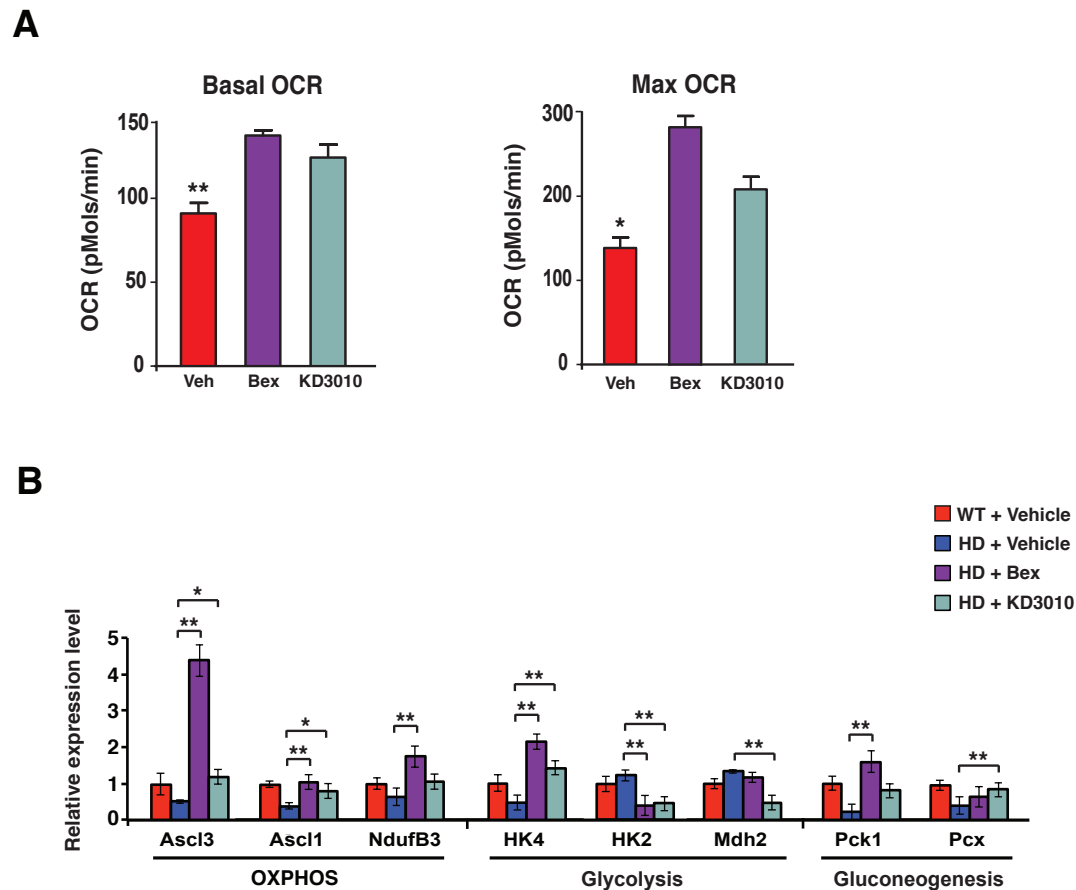 A
Basal OCR
Max OCR
OCR (pMols/min)
150
100
50
0
**
Veh Bex KD3010
OCR (pMols/min)
300
200
100
0
*
Veh Bex KD3010
B
WT + Vehicle
HD + Vehicle
HD + Bex
HD + KD3010
Relative expression level
5
4
3
2
1
0
*
**
*
**
**
**
**
**
**
**
**
**
Ascl3 Ascl1 NdufB3 HK4 HK2 Mdh2 Pck1 Pcx
OXPHOS Glycolysis Gluconeogenesis